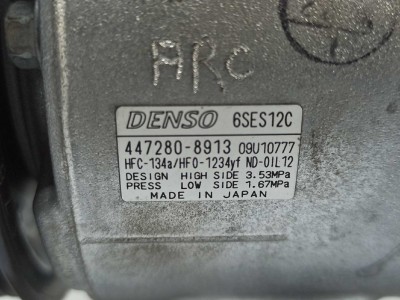 ARC
DENSO 6SES12C
447280-8913 09U10777
HFC-134a/HFO-1234yf ND-OIL12
DESIGN HIGH SIDE 3.53MPa
PRESS LOW SIDE 1.67MPa
MADE IN JAPAN